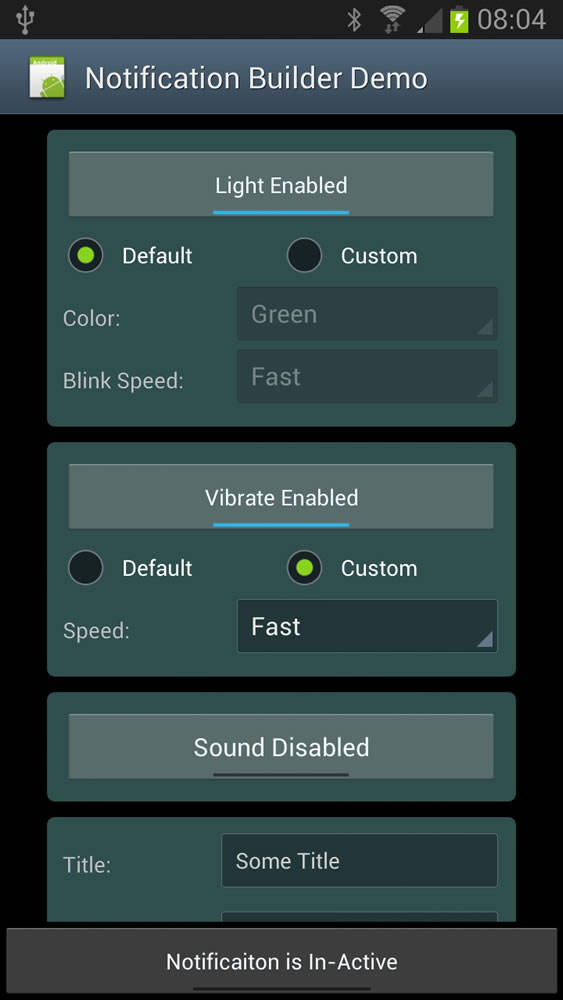 08:04
Android
Notification Builder Demo
Light Enabled
Default Custom
Color: Green
Blink Speed: Fast
Vibrate Enabled
Default Custom
Speed: Fast
Sound Disabled
Title: Some Title
Notificaiton is In-Active